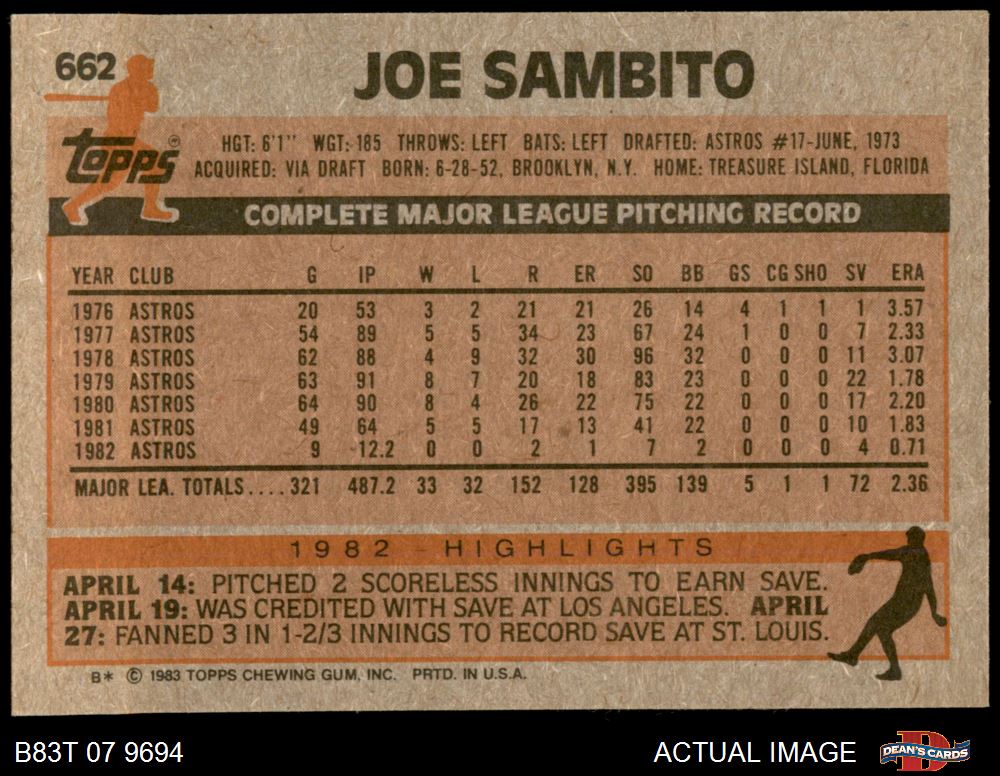 662
JOE SAMBITO
Topps®
HGT: 6'1" WGT: 185 THROWS: LEFT BATS: LEFT DRAFTED: ASTROS #17-JUNE, 1973
ACQUIRED: VIA DRAFT BORN: 6-28-52, BROOKLYN, N.Y. HOME: TREASURE ISLAND, FLORIDA
COMPLETE MAJOR LEAGUE PITCHING RECORD
YEAR CLUB G IP W L R ER SO BB GS CG SHO SV ERA
1976 ASTROS 20 53 3 2 21 21 26 14 4 1 1 1 3.57
1977 ASTROS 54 89 5 5 34 23 67 24 1 0 0 7 2.33
1978 ASTROS 62 88 4 9 32 30 96 32 0 0 0 11 3.07
1979 ASTROS 63 91 8 7 20 18 83 23 0 0 0 22 1.78
1980 ASTROS 64 90 8 4 26 22 75 22 0 0 0 17 2.20
1981 ASTROS 49 64 5 5 17 13 41 22 0 0 0 10 1.83
1982 ASTROS 9 -12.2 0 0 2 1 7 2 0 0 0 4 0.71
MAJOR LEA. TOTALS.... 321 487.2 33 32 152 128 395 139 5 1 1 72 2.36
1982 HIGHLIGHTS
APRIL 14: PITCHED 2 SCORELESS INNINGS TO EARN SAVE.
APRIL 19: WAS CREDITED WITH SAVE AT LOS ANGELES. APRIL
27: FANNED 3 IN 1-2/3 INNINGS TO RECORD SAVE AT ST. LOUIS.
B* © 1983 TOPPS CHEWING GUM, INC. PRTD. IN U.S.A.
B83T 07 9694 ACTUAL IMAGE DEAN'S CARDS